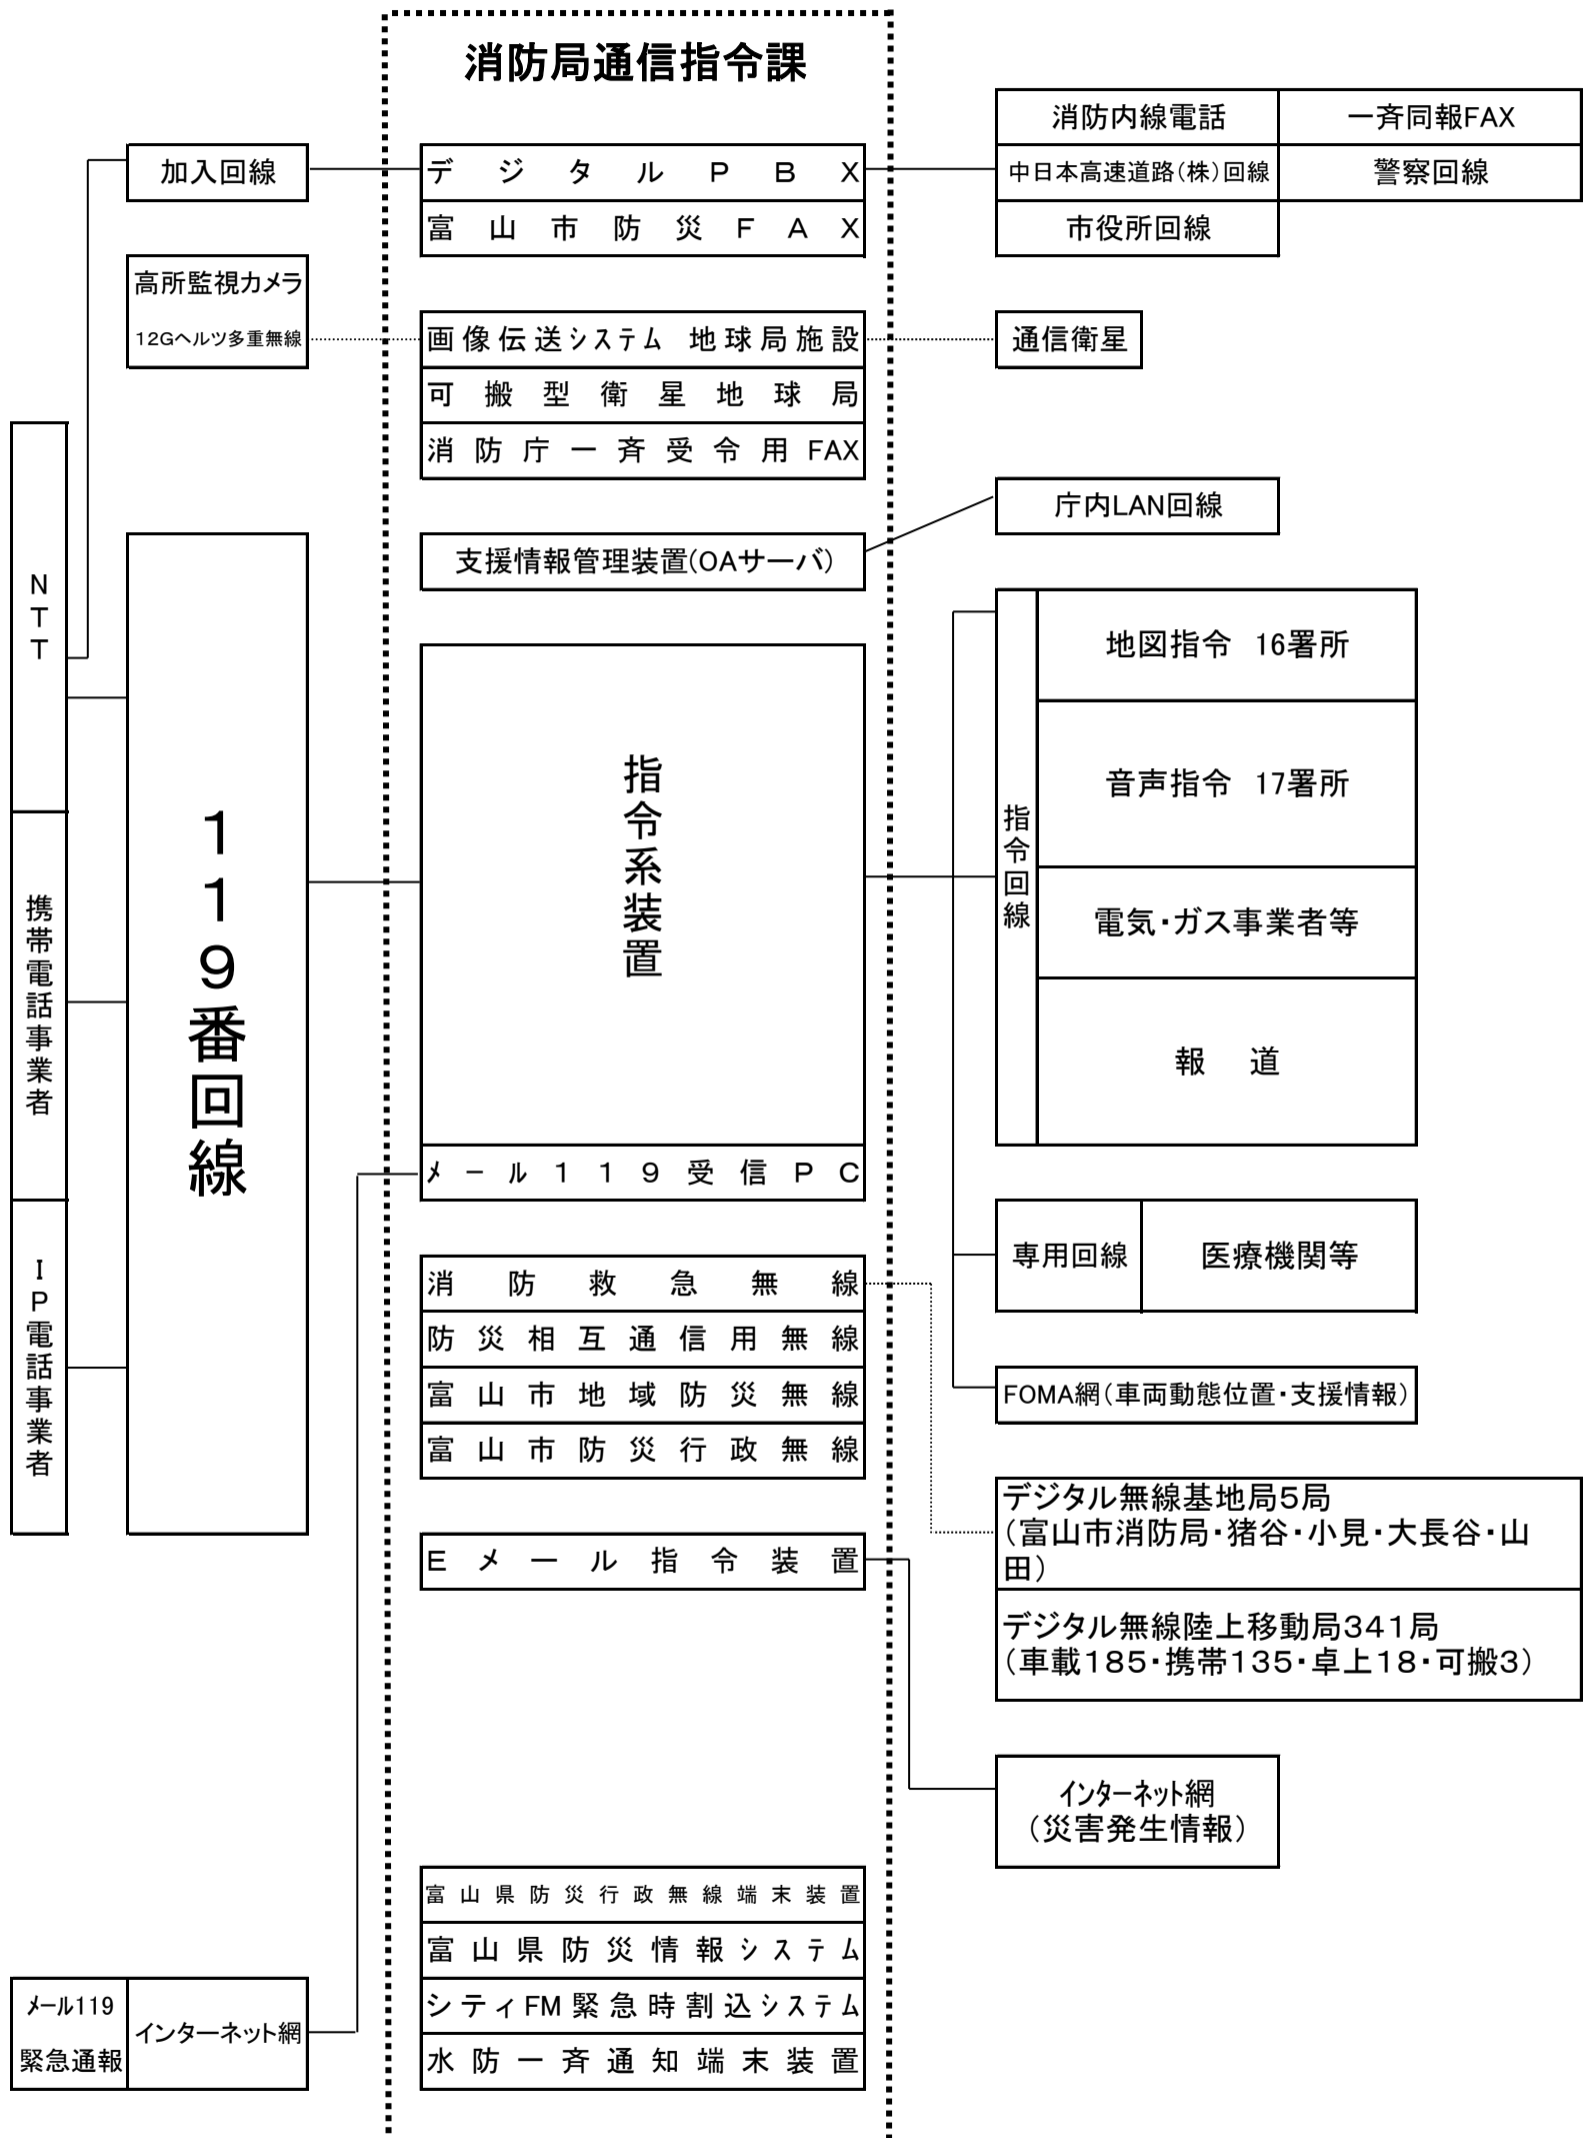 消防局通信指令課
消防内線電話
一斉同報FAX
加入回線
デジタルPBX
中日本高速道路(株)回線
警察回線
富山市防災FAX
市役所回線
高所監視カメラ
12Gヘルツ多重無線
画像伝送システム 地球局施設
通信衛星
可搬型衛星地球局
消防庁一斉受令用FAX
庁内LAN回線
支援情報管理装置(OAサーバ)
NTT
携帯電話事業者
IP電話事業者
119番回線
指令系装置
指令回線
地図指令 16署所
音声指令 17署所
電気・ガス事業者等
報 道
メール119受信PC
専用回線
医療機関等
消防救急無線
防災相互通信用無線
富山市地域防災無線
FOMA網(車両動態位置・支援情報)
富山市防災行政無線
デジタル無線基地局5局
(富山市消防局・猪谷・小見・大長谷・山
田)
Eメール指令装置
デジタル無線陸上移動局341局
(車載185・携帯135・卓上18・可搬3)
インターネット網
(災害発生情報)
富山県防災行政無線端末装置
富山県防災情報システム
シティFM緊急時割込システム
水防一斉通知端末装置
メール119
緊急通報
インターネット網